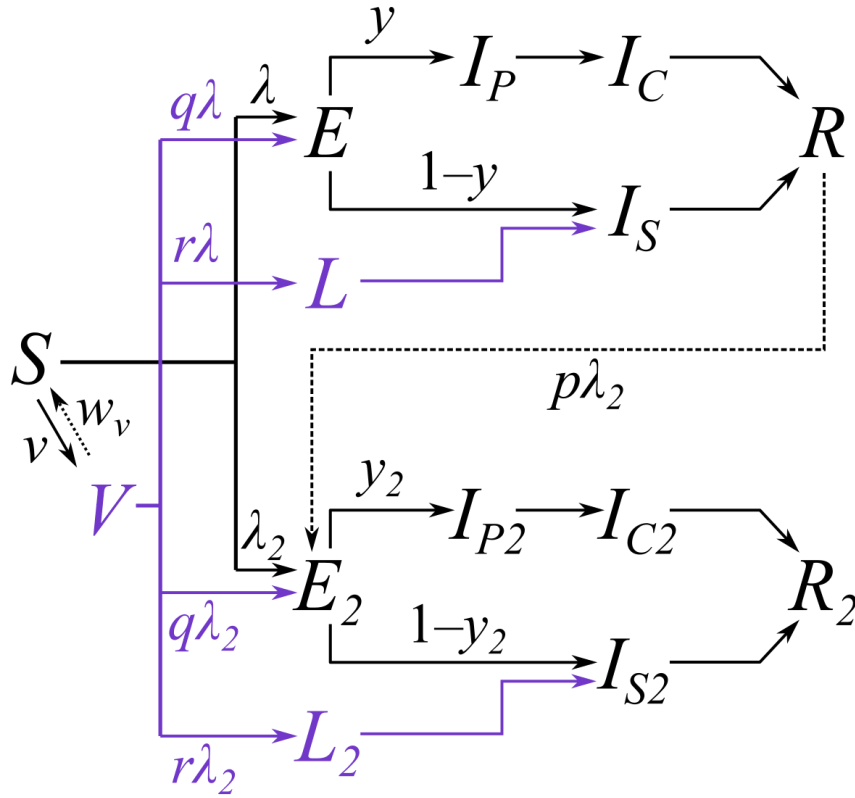 y
λ
I_P
I_C
qλ
E
R
1–y
I_S
rλ
L
S
pλ_2
w_v
v
V
y_2
I_P2
I_C2
λ_2
E_2
R_2
qλ_2
1–y_2
I_S2
L_2
rλ_2